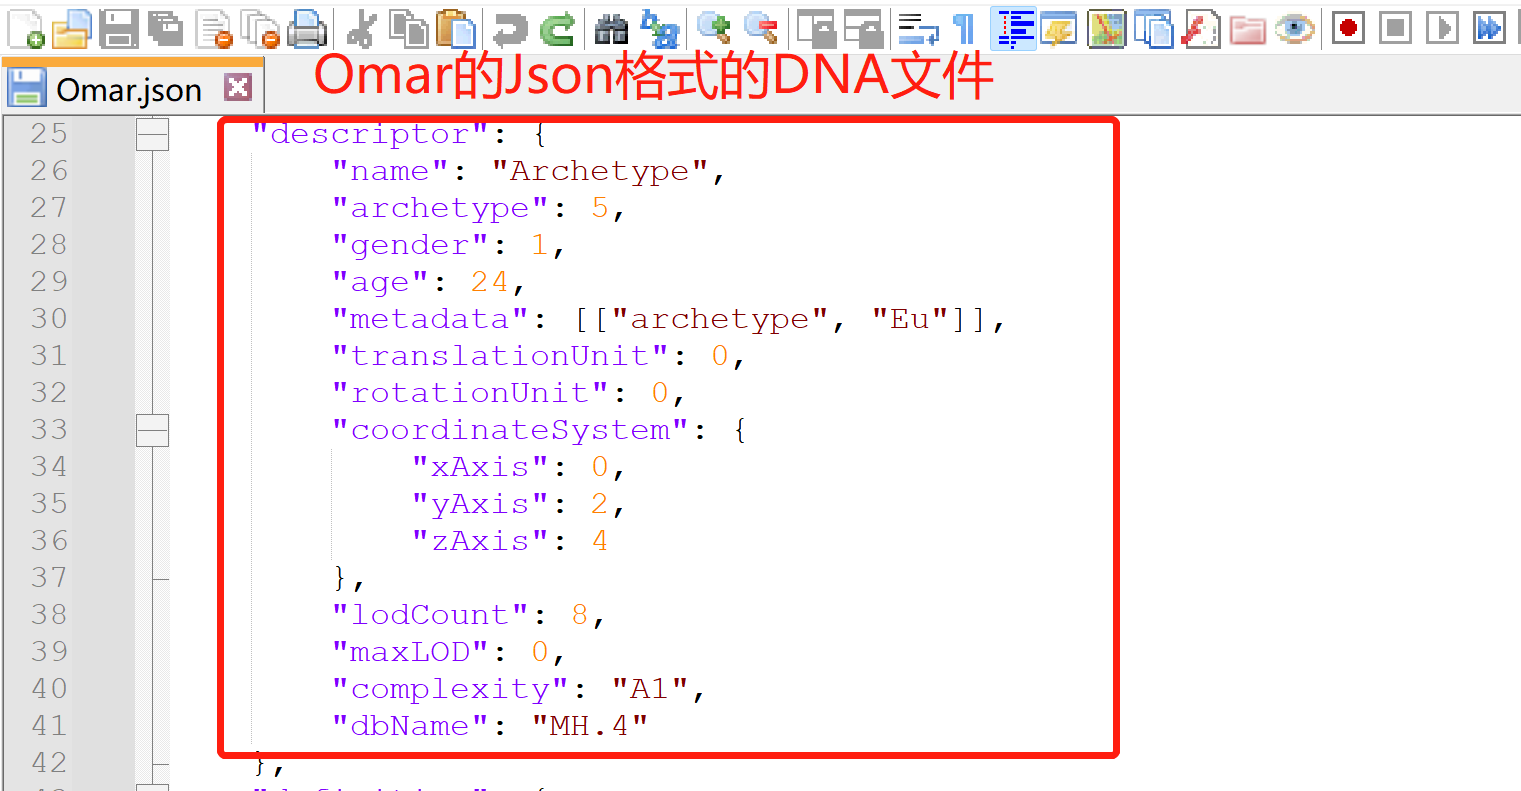 Omar.json
Omar的Json格式的DNA文件
25 "descriptor": {
26 "name": "Archetype",
27 "archetype": 5,
28 "gender": 1,
29 "age": 24,
30 "metadata": [["archetype", "Eu"]],
31 "translationUnit": 0,
32 "rotationUnit": 0,
33 "coordinateSystem": {
34 "xAxis": 0,
35 "yAxis": 2,
36 "zAxis": 4
37 },
38 "lodCount": 8,
39 "maxLOD": 0,
40 "complexity": "A1",
41 "dbName": "MH.4"
42 },